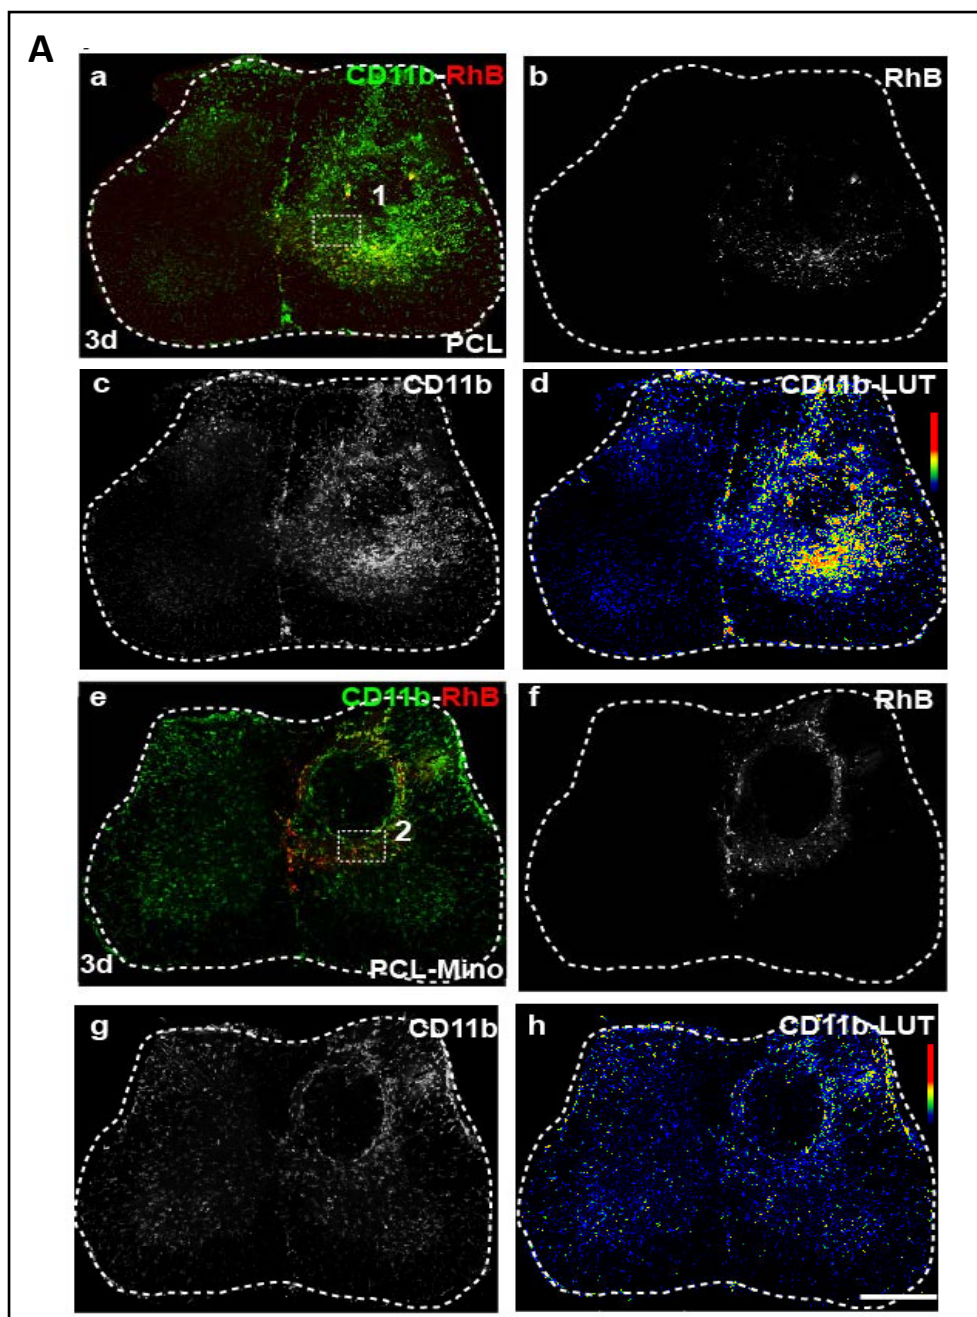 A
a CD11b-RhB
1
3d PCL
b RhB
c CD11b
d CD11b-LUT
e CD11b-RhB
2
3d PCL-Mino
f RhB
g CD11b
h CD11b-LUT